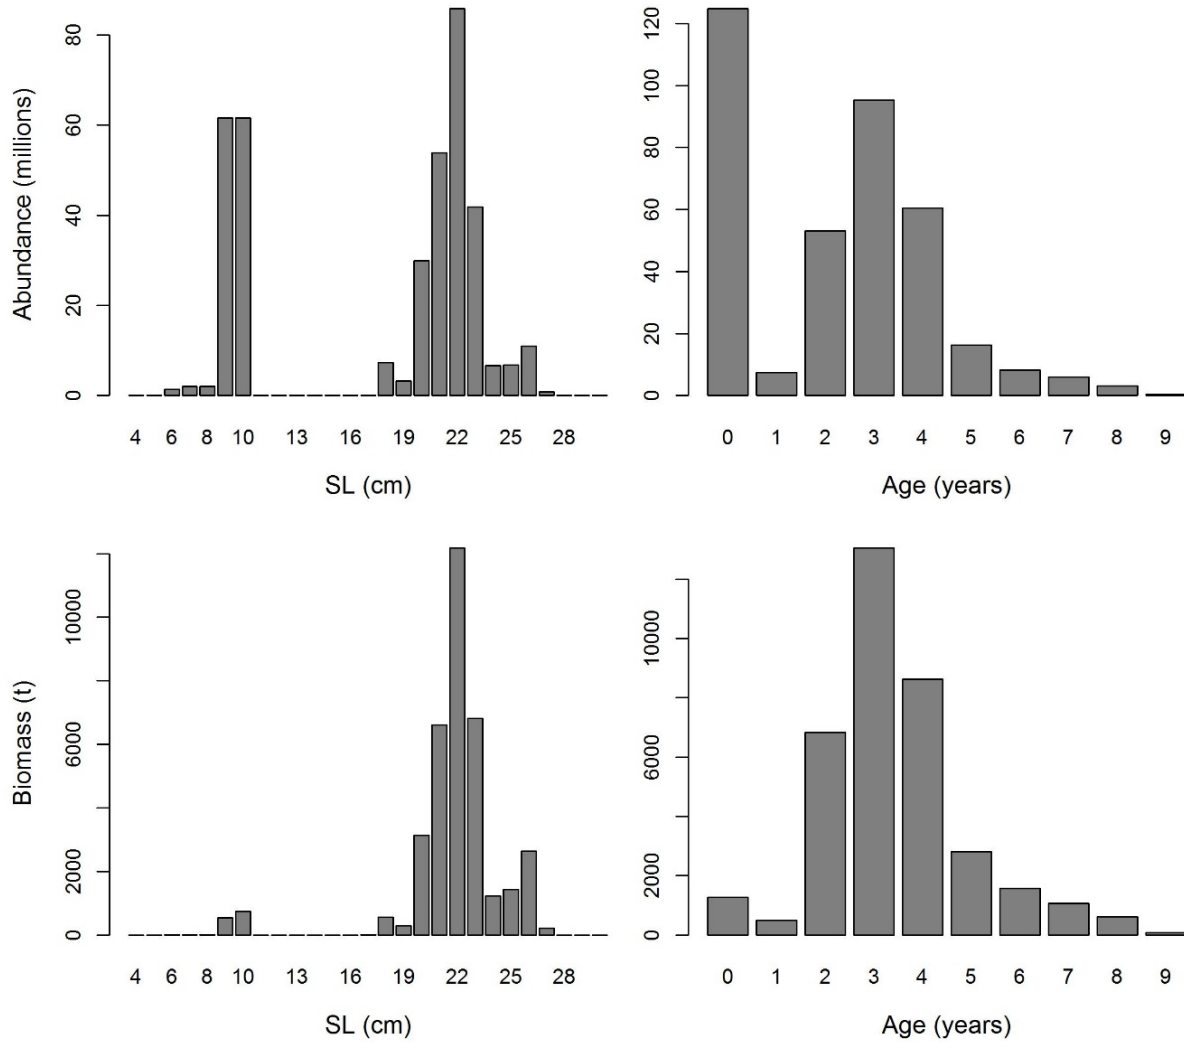 Abundance (millions)
0 20 40 60 80
4 6 8 10 13 16 19 22 25 28
SL (cm)
0 20 40 60 80 100 120
0 1 2 3 4 5 6 7 8 9
Age (years)
Biomass (t)
0 2000 6000 10000
4 6 8 10 13 16 19 22 25 28
SL (cm)
0 2000 6000 10000
0 1 2 3 4 5 6 7 8 9
Age (years)